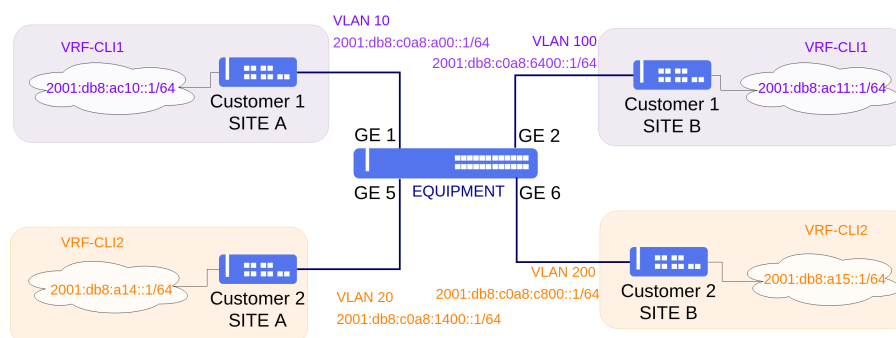 VLAN 10
VRF-CLI1
2001:db8:c0a8:a00::1/64
VLAN 100
VRF-CLI1
2001:db8:c0a8:6400::1/64
2001:db8:ac10::1/64
2001:db8:ac11::1/64
Customer 1
SITE A
Customer 1
SITE B
GE 1
GE 2
EQUIPMENT
GE 5
GE 6
VRF-CLI2
VRF-CLI2
2001:db8:a14::1/64
VLAN 200
2001:db8:a15::1/64
Customer 2
SITE A
VLAN 20
2001:db8:c0a8:c800::1/64
Customer 2
SITE B
2001:db8:c0a8:1400::1/64